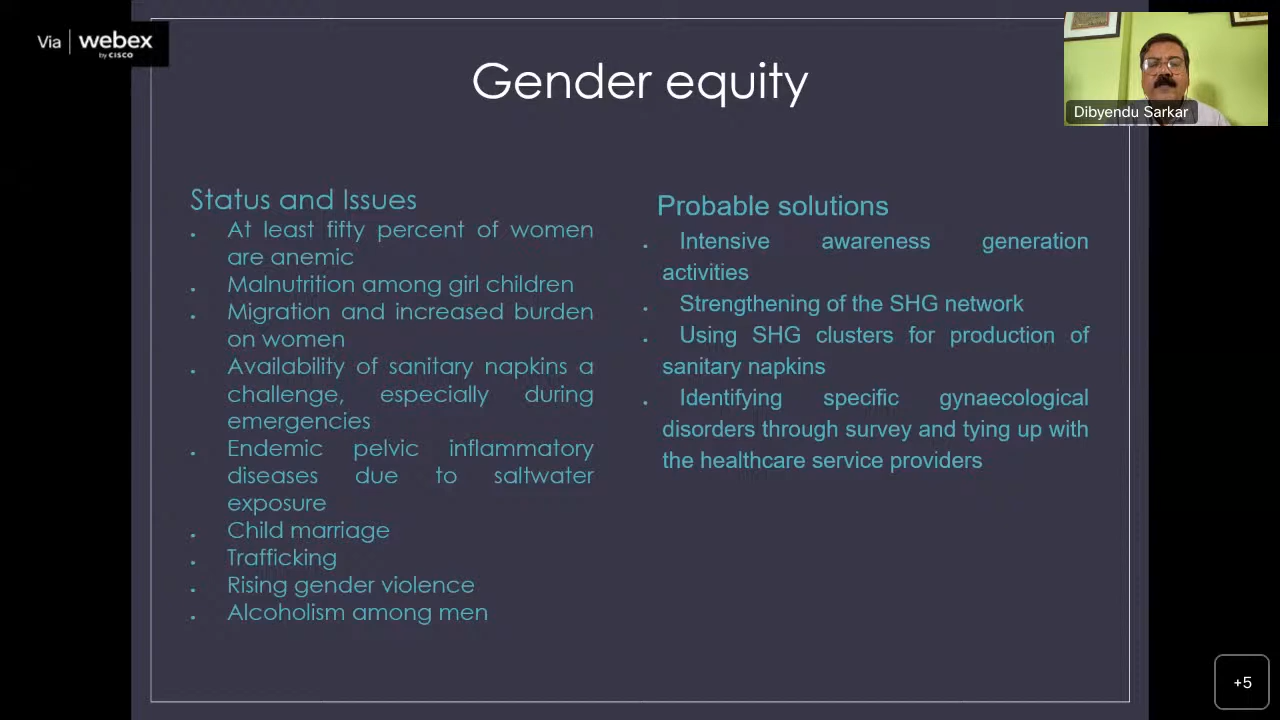 Via webex
by CISCO
Gender equity
Dibyendu Sarkar
Status and Issues
. At least fifty percent of women
are anemic
. Malnutrition among girl children
. Migration and increased burden
on women
. Availability of sanitary napkins a
challenge, especially during
emergencies
. Endemic pelvic inflammatory
diseases due to saltwater
exposure
. Child marriage
. Trafficking
. Rising gender violence
. Alcoholism among men
Probable solutions
. Intensive awareness generation
activities
. Strengthening of the SHG network
. Using SHG clusters for production of
sanitary napkins
. Identifying specific gynaecological
disorders through survey and tying up with
the healthcare service providers
+5